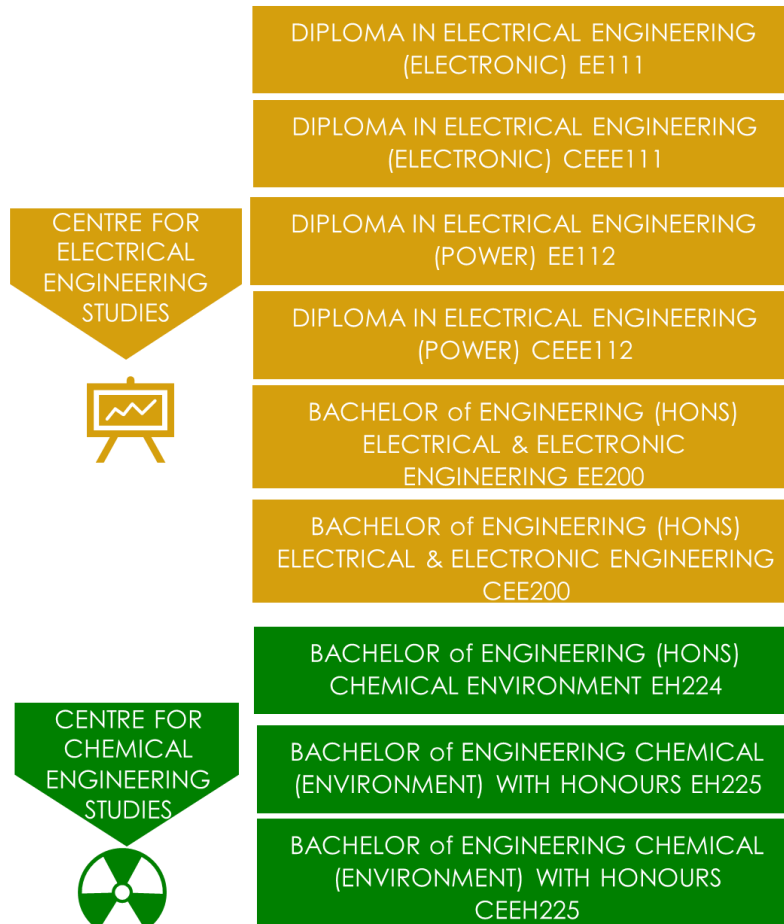 DIPLOMA IN ELECTRICAL ENGINEERING
(ELECTRONIC) EE111
DIPLOMA IN ELECTRICAL ENGINEERING
(ELECTRONIC) CEEE111
CENTRE FOR
ELECTRICAL
ENGINEERING
STUDIES
DIPLOMA IN ELECTRICAL ENGINEERING
(POWER) EE112
DIPLOMA IN ELECTRICAL ENGINEERING
(POWER) CEEE112
BACHELOR of ENGINEERING (HONS)
ELECTRICAL & ELECTRONIC
ENGINEERING EE200
BACHELOR of ENGINEERING (HONS)
ELECTRICAL & ELECTRONIC ENGINEERING
CEE200
CENTRE FOR
CHEMICAL
ENGINEERING
STUDIES
BACHELOR of ENGINEERING (HONS)
CHEMICAL ENVIRONMENT EH224
BACHELOR of ENGINEERING CHEMICAL
(ENVIRONMENT) WITH HONOURS EH225
BACHELOR of ENGINEERING CHEMICAL
(ENVIRONMENT) WITH HONOURS
CEEH225